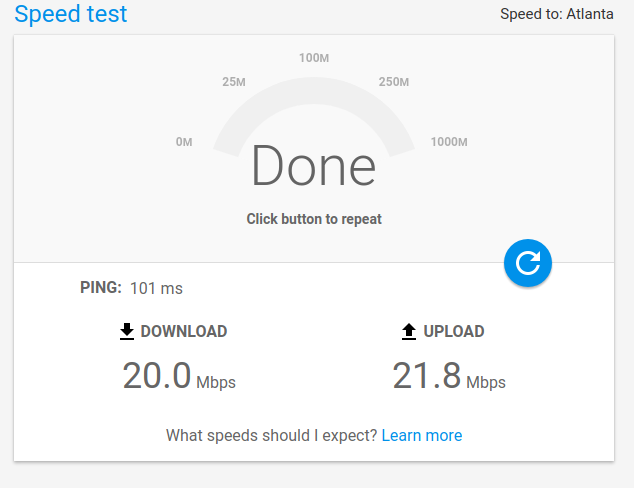 Speed test
Speed to: Atlanta
100M
25M
250M
0M
1000M
Done
Click button to repeat
PING: 101 ms
DOWNLOAD
UPLOAD
20.0 Mbps
21.8 Mbps
What speeds should I expect? Learn more